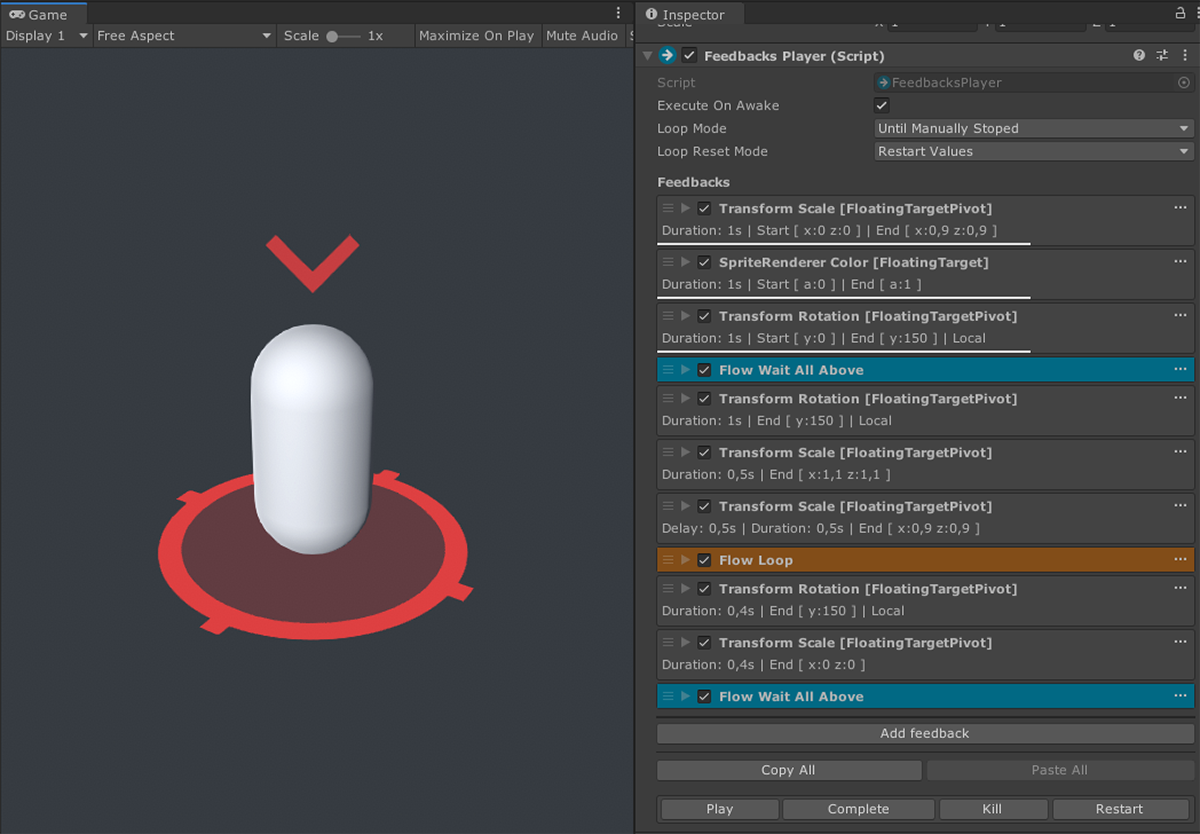 Game
Display 1
Free Aspect
Scale
1x
Maximize On Play
Mute Audio
Inspector
Feedbacks Player (Script)
Script
FeedbacksPlayer
Execute On Awake
Loop Mode
Until Manually Stoped
Loop Reset Mode
Restart Values
Feedbacks
Transform Scale [FloatingTargetPivot]
Duration: 1s | Start [ x:0 z:0 ] | End [ x:0,9 z:0,9 ]
SpriteRenderer Color [FloatingTarget]
Duration: 1s | Start [ a:0 ] | End [ a:1 ]
Transform Rotation [FloatingTargetPivot]
Duration: 1s | Start [ y:0 ] | End [ y:150 ] | Local
Flow Wait All Above
Transform Rotation [FloatingTargetPivot]
Duration: 1s | End [ y:150 ] | Local
Transform Scale [FloatingTargetPivot]
Duration: 0,5s | End [ x:1,1 z:1,1 ]
Transform Scale [FloatingTargetPivot]
Delay: 0,5s | Duration: 0,5s | End [ x:0,9 z:0,9 ]
Flow Loop
Transform Rotation [FloatingTargetPivot]
Duration: 0,4s | End [ y:150 ] | Local
Transform Scale [FloatingTargetPivot]
Duration: 0,4s | End [ x:0 z:0 ]
Flow Wait All Above
Add feedback
Copy All
Paste All
Play
Complete
Kill
Restart